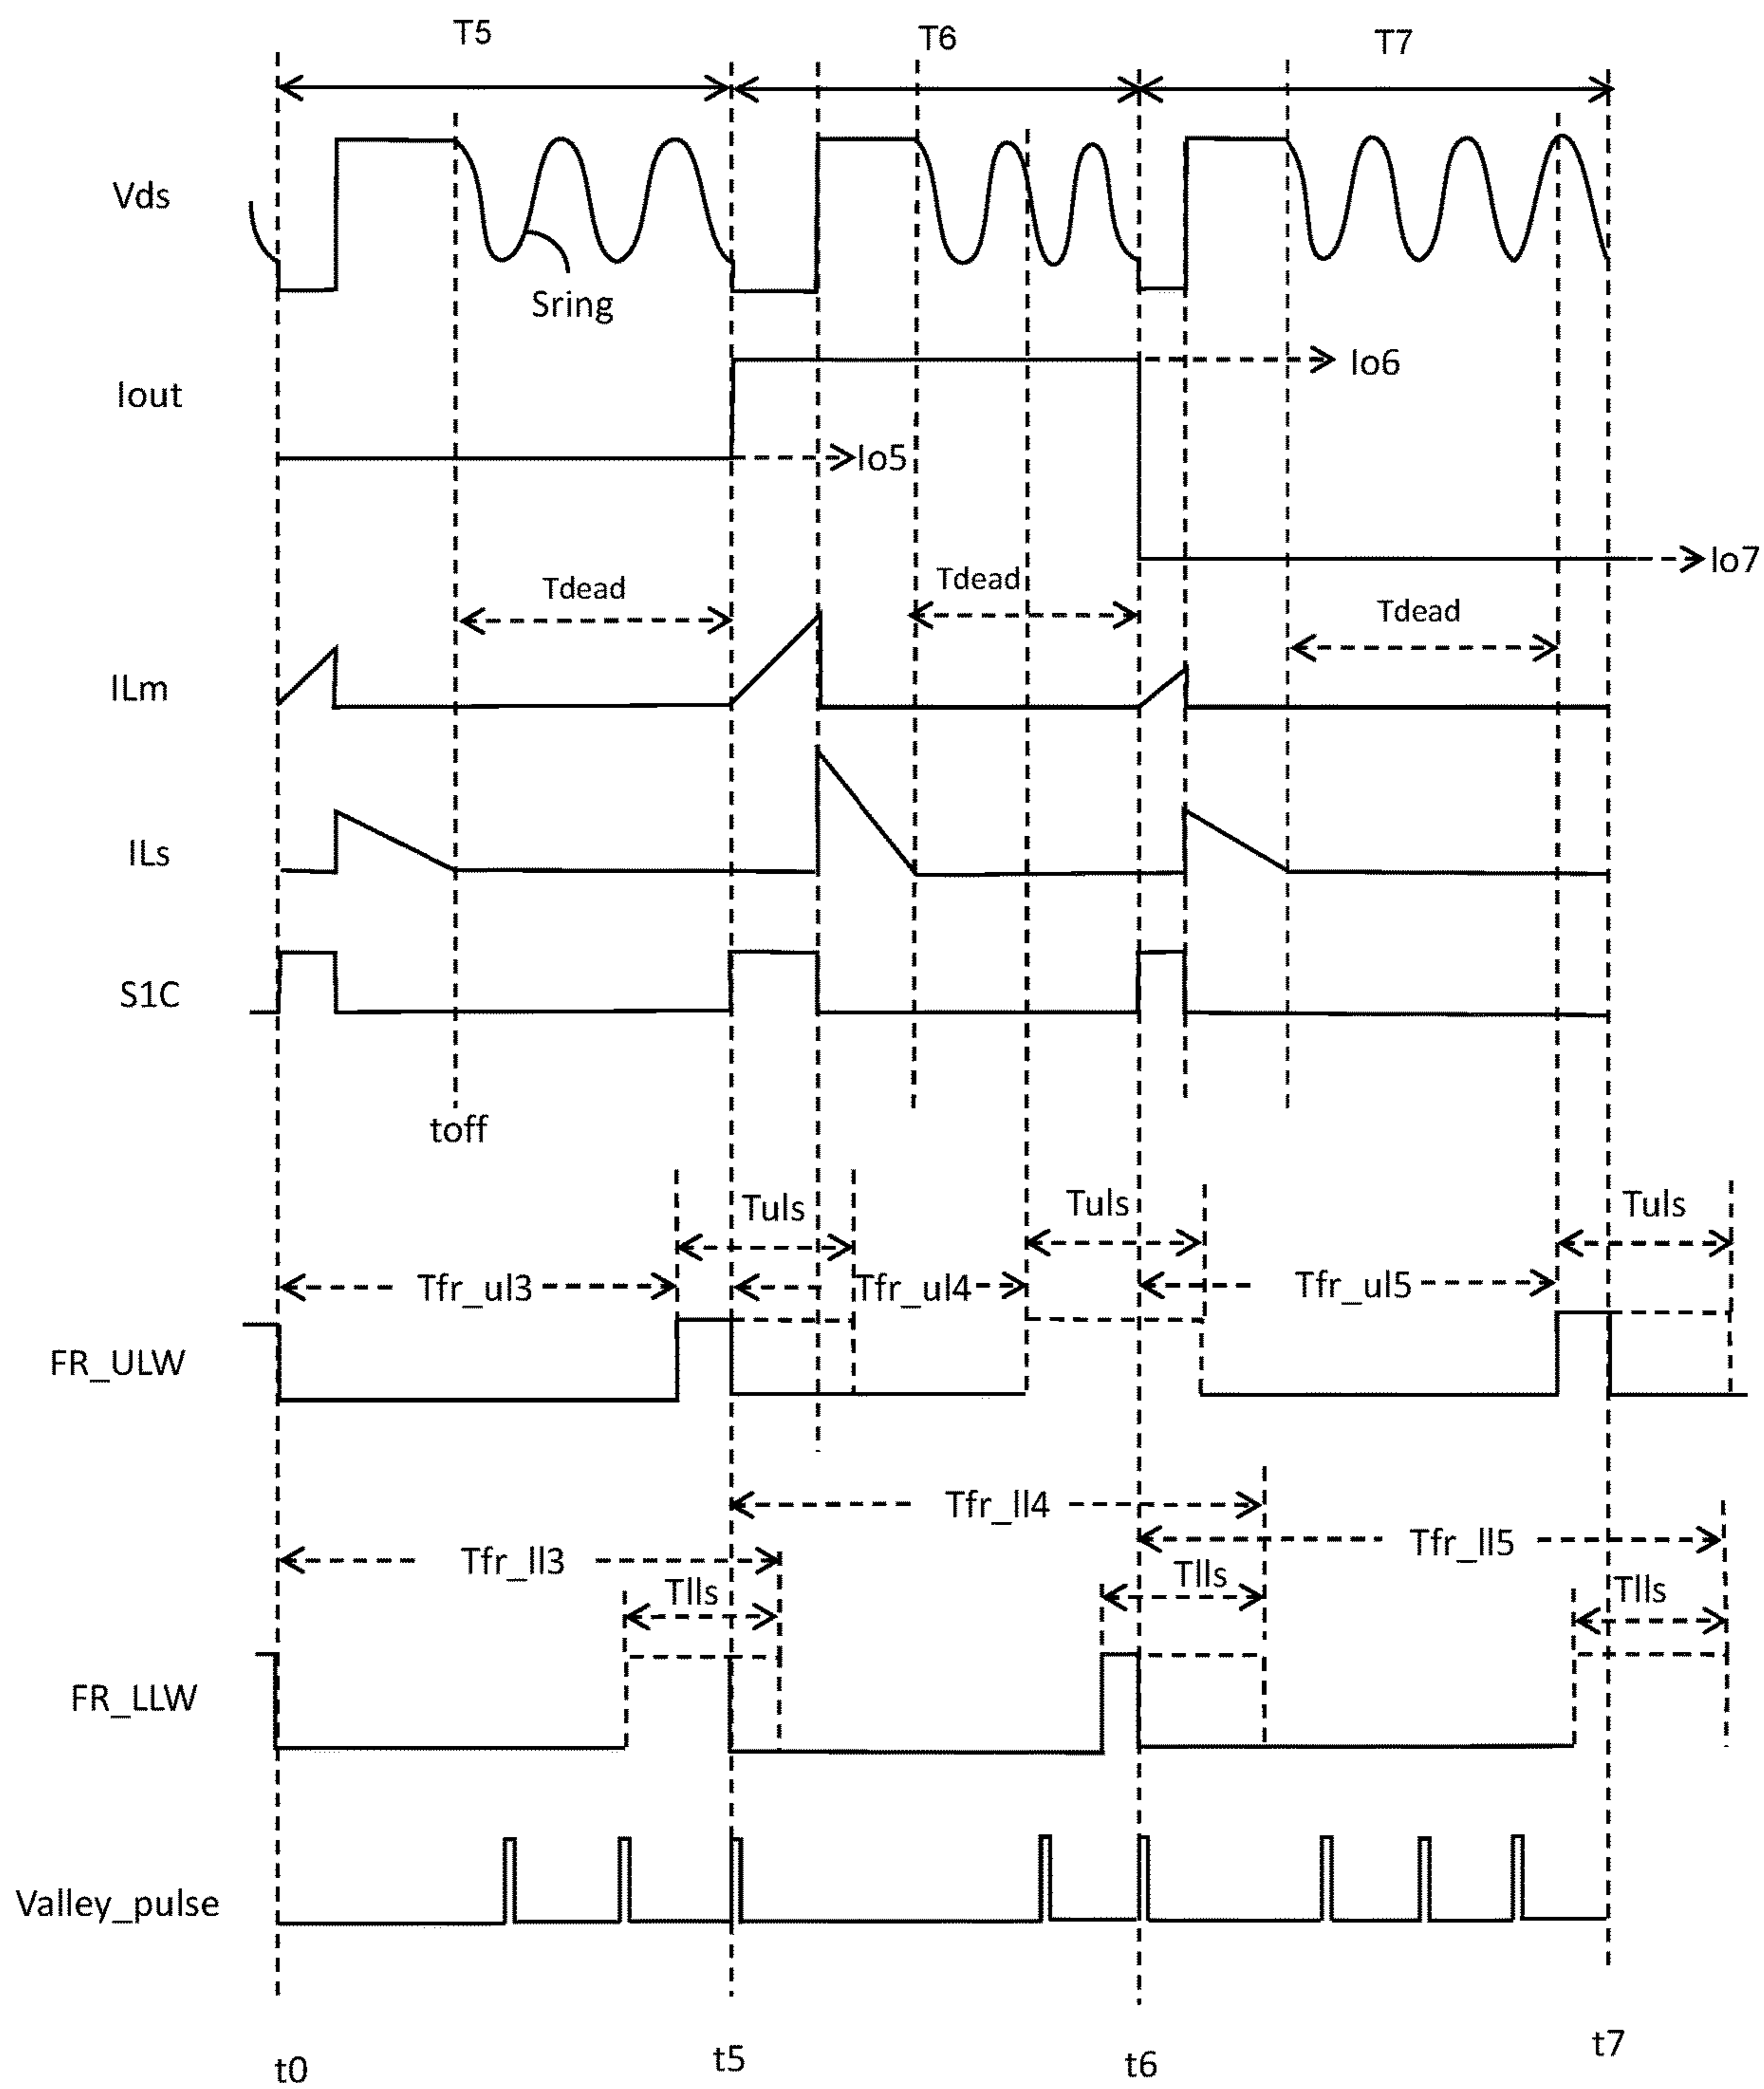 T5 T6 T7
Vds
Sring
Iout
Io6
Io5
Io7
Tdead Tdead Tdead
ILm
ILs
S1C
toff
Tuls Tuls Tuls
Tfr_ul3 Tfr_ul4 Tfr_ul5
FR_ULW
Tfr_ll4
Tfr_ll3 Tfr_ll5
Tlls Tlls Tlls
FR_LLW
Valley_pulse
t0 t5 t6 t7